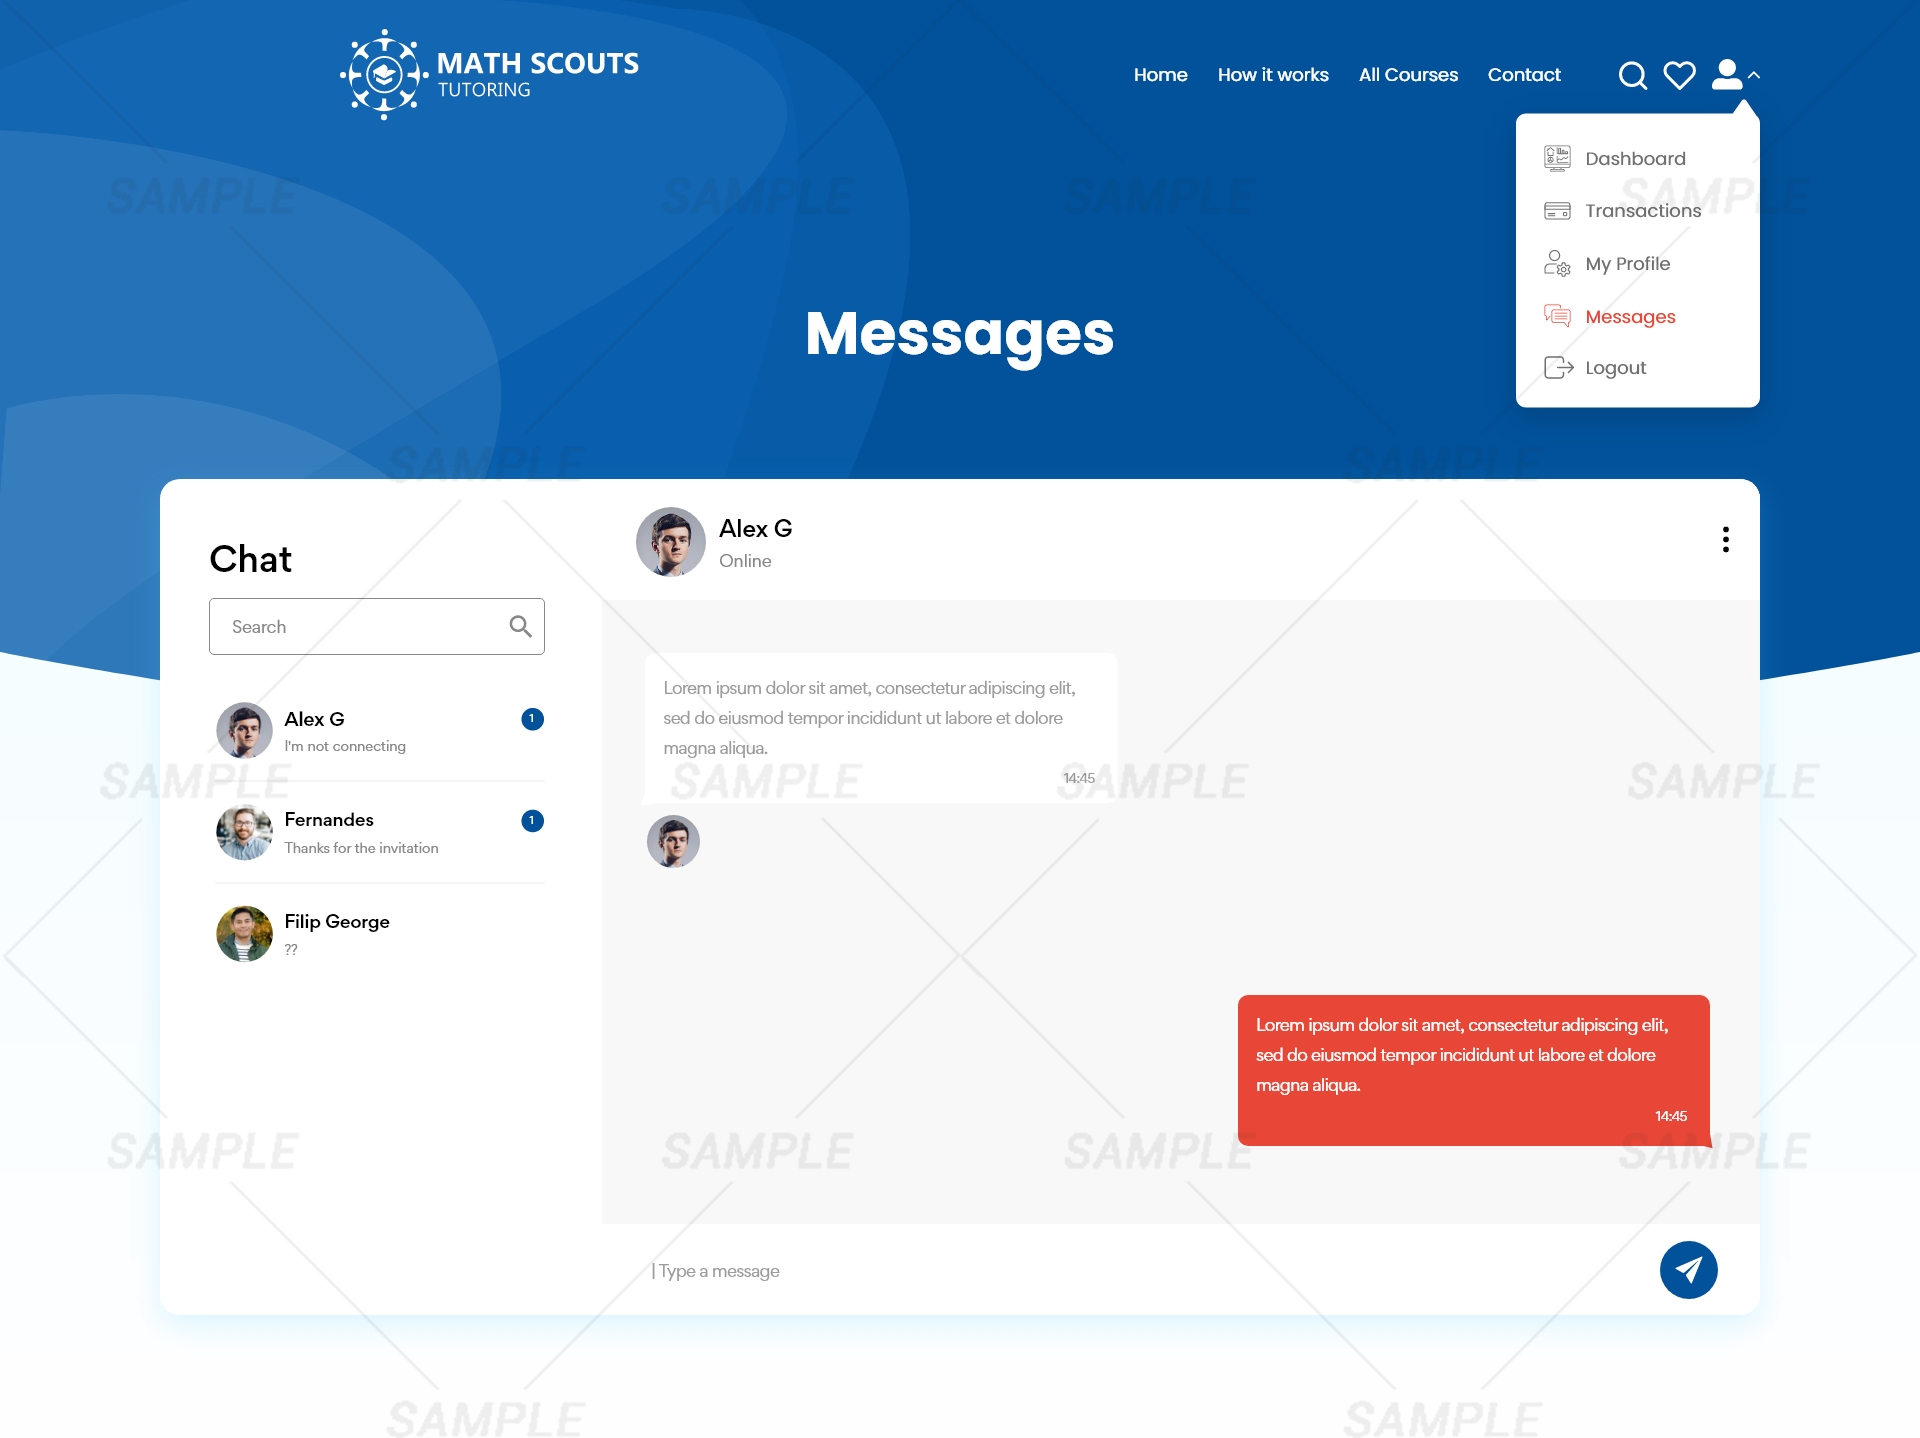 MATH SCOUTS
TUTORING
Home How it works All Courses Contact
Dashboard
Transactions
My Profile
Messages
Logout
Messages
Chat
Search
Alex G
I'm not connecting
1
Fernandes
Thanks for the invitation
1
Filip George
??
Alex G
Online
Lorem ipsum dolor sit amet, consectetur adipiscing elit,
sed do eiusmod tempor incididunt ut labore et dolore
magna aliqua.
14:45
Lorem ipsum dolor sit amet, consectetur adipiscing elit,
sed do eiusmod tempor incididunt ut labore et dolore
magna aliqua.
14:45
| Type a message
SAMPLE SAMPLE SAMPLE SAMPLE
SAMPLE SAMPLE
SAMPLE SAMPLE SAMPLE SAMPLE
SAMPLE SAMPLE SAMPLE SAMPLE
SAMPLE SAMPLE